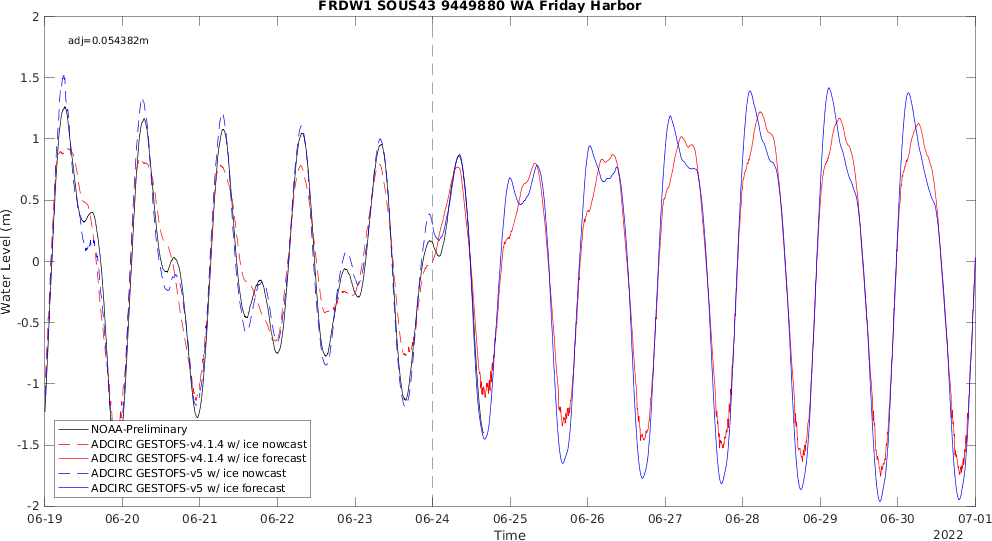 FRDW1 SOUS43 9449880 WA Friday Harbor
adj=0.054382m
2
1.5
1
0.5
0
-0.5
-1
-1.5
-2
Water Level (m)
NOAA-Preliminary
ADCIRC GESTOFS-v4.1.4 w/ ice nowcast
ADCIRC GESTOFS-v4.1.4 w/ ice forecast
ADCIRC GESTOFS-v5 w/ ice nowcast
ADCIRC GESTOFS-v5 w/ ice forecast
06-19 06-20 06-21 06-22 06-23 06-24 06-25 06-26 06-27 06-28 06-29 06-30 07-01
Time
2022